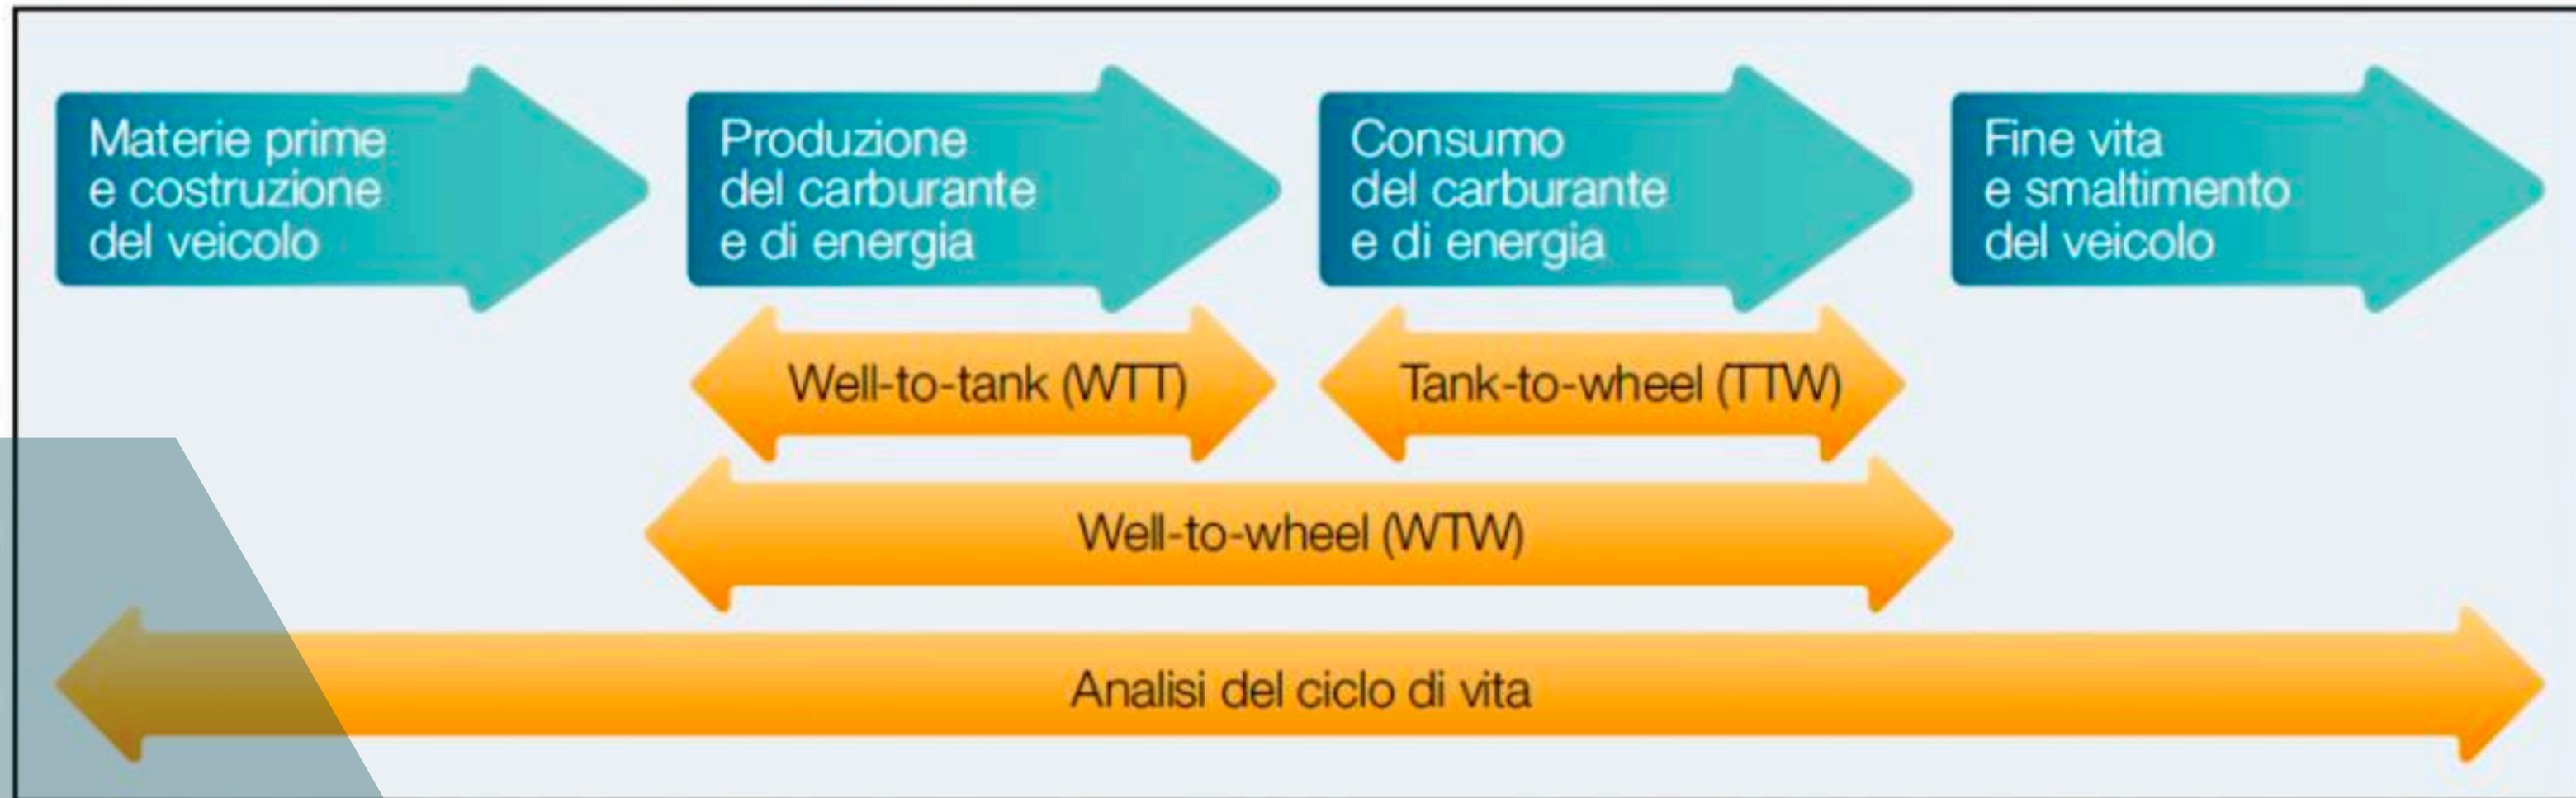 Materie prime
e costruzione
del veicolo
Produzione
del carburante
e di energia
Consumo
del carburante
e di energia
Fine vita
e smaltimento
del veicolo
Well-to-tank (WTT)
Tank-to-wheel (TTW)
Well-to-wheel (WTW)
Analisi del ciclo di vita